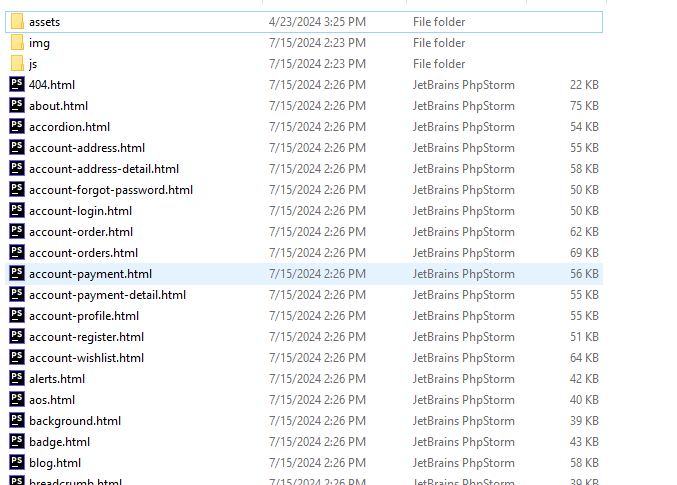 assets 4/23/2024 3:25 PM File folder
img 7/15/2024 2:23 PM File folder
js 7/15/2024 2:23 PM File folder
PS 404.html 7/15/2024 2:26 PM JetBrains PhpStorm 22 KB
PS about.html 7/15/2024 2:26 PM JetBrains PhpStorm 75 KB
PS accordion.html 7/15/2024 2:26 PM JetBrains PhpStorm 54 KB
PS account-address.html 7/15/2024 2:26 PM JetBrains PhpStorm 55 KB
PS account-address-detail.html 7/15/2024 2:26 PM JetBrains PhpStorm 58 KB
PS account-forgot-password.html 7/15/2024 2:26 PM JetBrains PhpStorm 50 KB
PS account-login.html 7/15/2024 2:26 PM JetBrains PhpStorm 50 KB
PS account-order.html 7/15/2024 2:26 PM JetBrains PhpStorm 62 KB
PS account-orders.html 7/15/2024 2:26 PM JetBrains PhpStorm 69 KB
PS account-payment.html 7/15/2024 2:26 PM JetBrains PhpStorm 56 KB
PS account-payment-detail.html 7/15/2024 2:26 PM JetBrains PhpStorm 55 KB
PS account-profile.html 7/15/2024 2:26 PM JetBrains PhpStorm 55 KB
PS account-register.html 7/15/2024 2:26 PM JetBrains PhpStorm 51 KB
PS account-wishlist.html 7/15/2024 2:26 PM JetBrains PhpStorm 64 KB
PS alerts.html 7/15/2024 2:26 PM JetBrains PhpStorm 42 KB
PS aos.html 7/15/2024 2:26 PM JetBrains PhpStorm 40 KB
PS background.html 7/15/2024 2:26 PM JetBrains PhpStorm 39 KB
PS badge.html 7/15/2024 2:26 PM JetBrains PhpStorm 43 KB
PS blog.html 7/15/2024 2:26 PM JetBrains PhpStorm 58 KB
PS breadcrumb.html 7/15/2024 2:26 PM JetBrains PhpStorm 39 KB